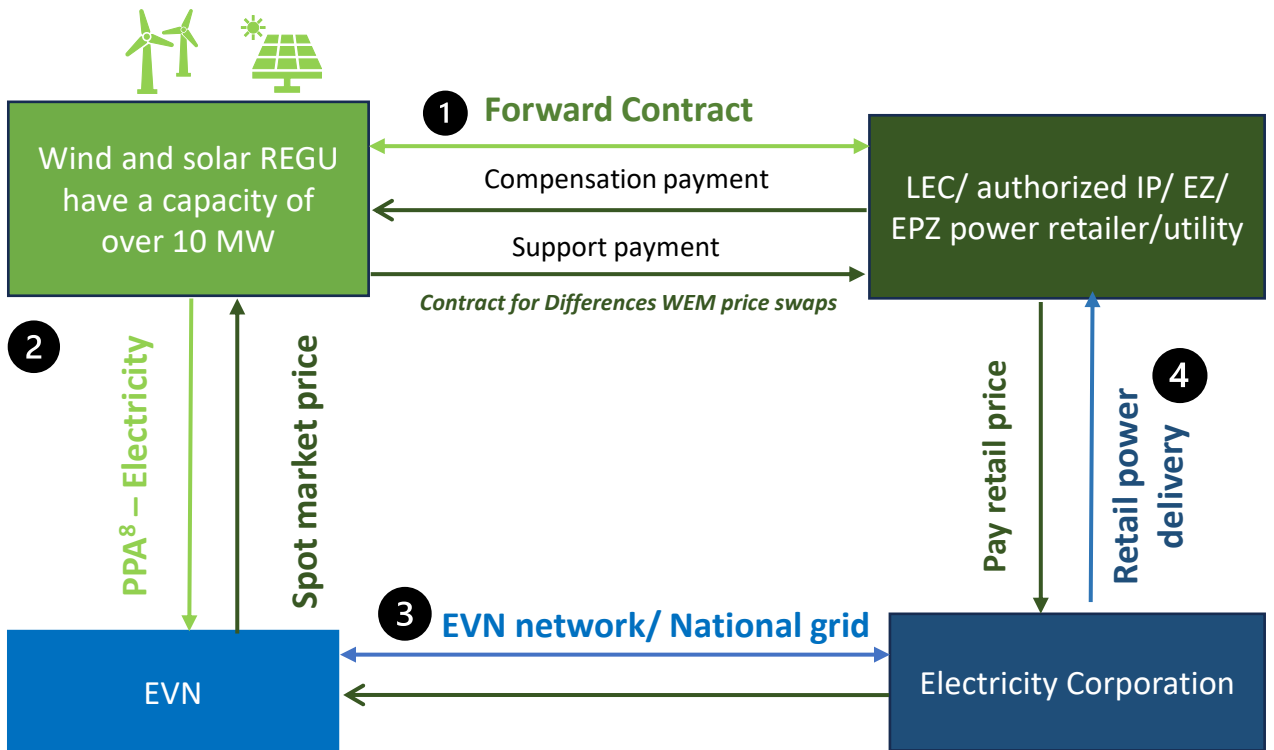 1 Forward Contract
Wind and solar REGU
have a capacity of
over 10 MW
Compensation payment
Support payment
Contract for Differences WEM price swaps
LEC/ authorized IP/ EZ/
EPZ power retailer/utility
2
PPA⁸ – Electricity
Spot market price
Pay retail price
Retail power
delivery
4
3 EVN network/ National grid
EVN
Electricity Corporation